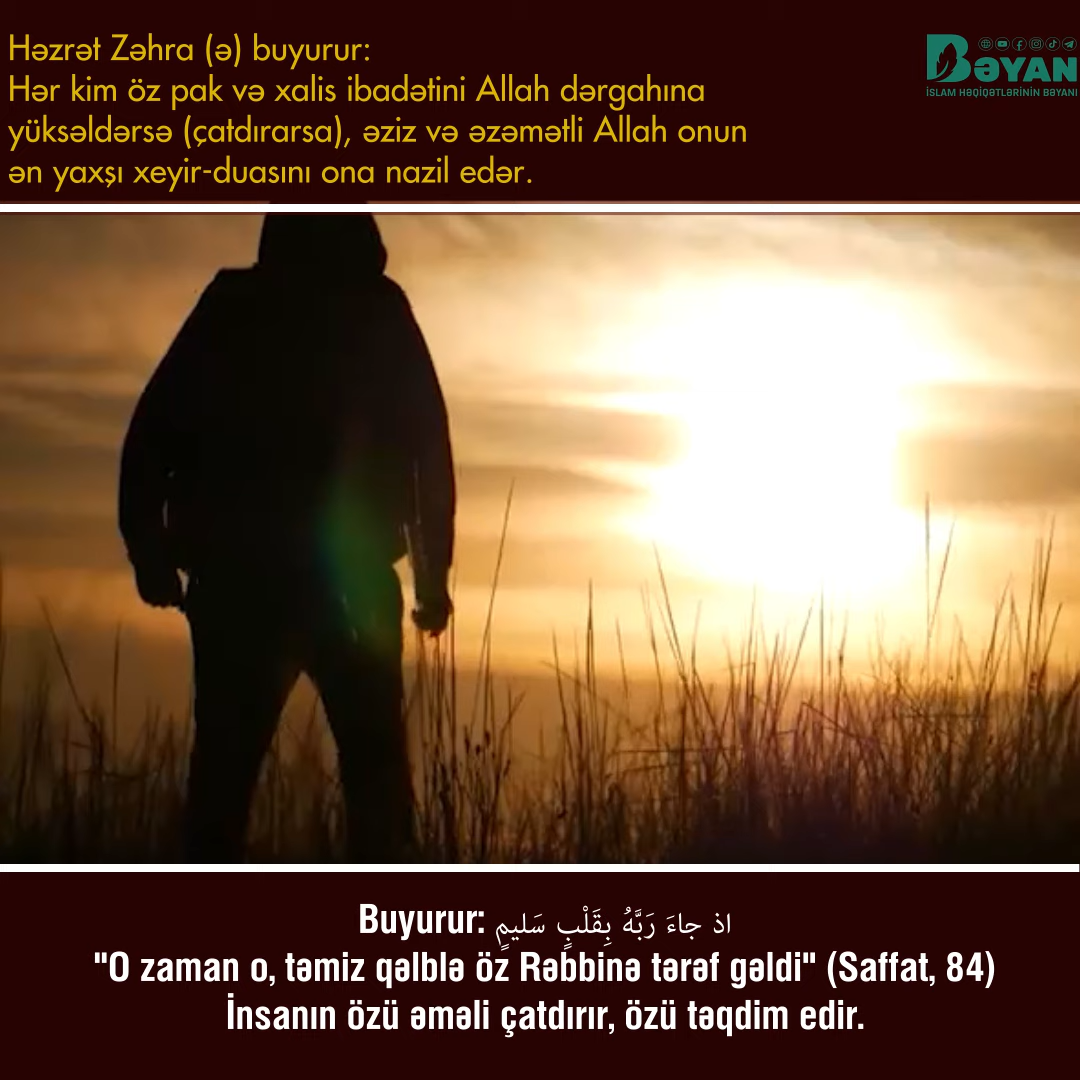 Həzrət Zəhra (ə) buyurur:
Hər kim öz pak və xalis ibadətini Allah dərgahına
yüksəldərsə (çatdırarsa), əziz və əzəmətli Allah onun
ən yaxşı xeyir-duasını ona nazil edər.
BƏYAN
İSLAM HƏQİQƏTLƏRİNİN BƏYANI
Buyurur: اذ جاءَ رَبَّهُ بِقَلْبٍ سَليمٍ
"O zaman o, təmiz qəlblə öz Rəbbinə tərəf gəldi" (Saffat, 84)
İnsanın özü əməli çatdırır, özü təqdim edir.